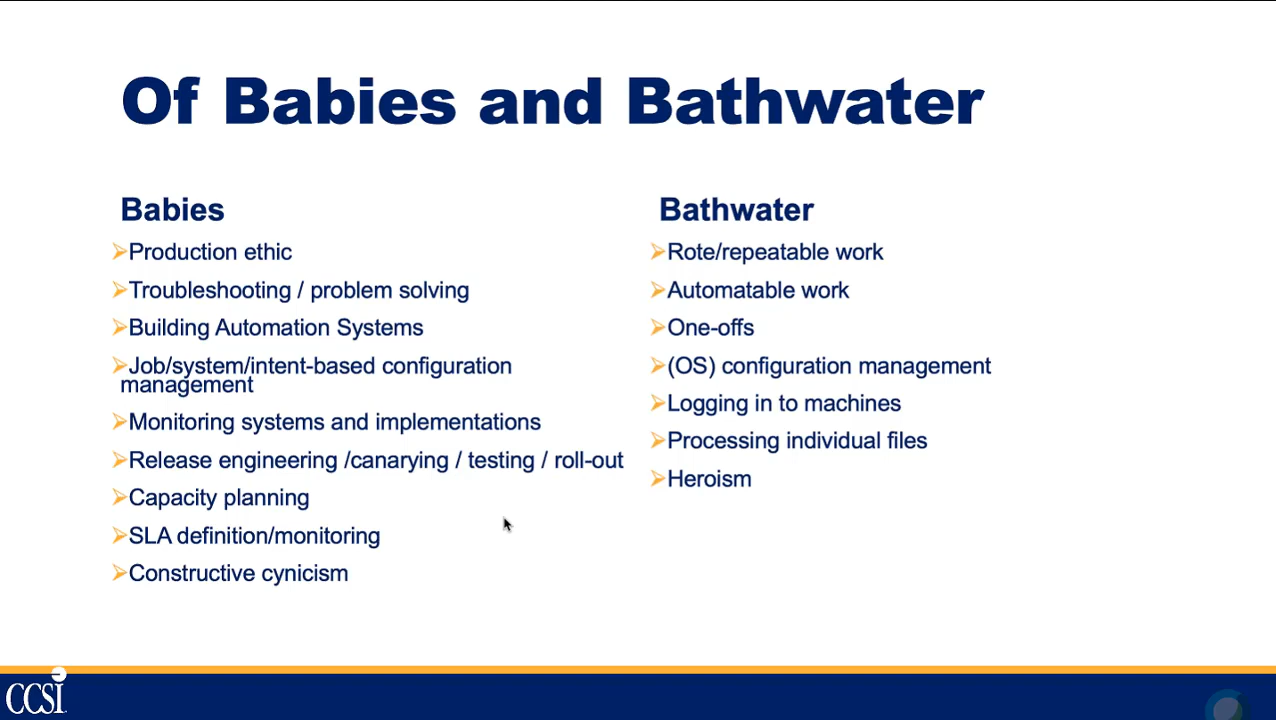 Of Babies and Bathwater
Babies
➢Production ethic
➢Troubleshooting / problem solving
➢Building Automation Systems
➢Job/system/intent-based configuration
management
➢Monitoring systems and implementations
➢Release engineering /canarying / testing / roll-out
➢Capacity planning
➢SLA definition/monitoring
➢Constructive cynicism
Bathwater
➢Rote/repeatable work
➢Automatable work
➢One-offs
➢(OS) configuration management
➢Logging in to machines
➢Processing individual files
➢Heroism
CCSI